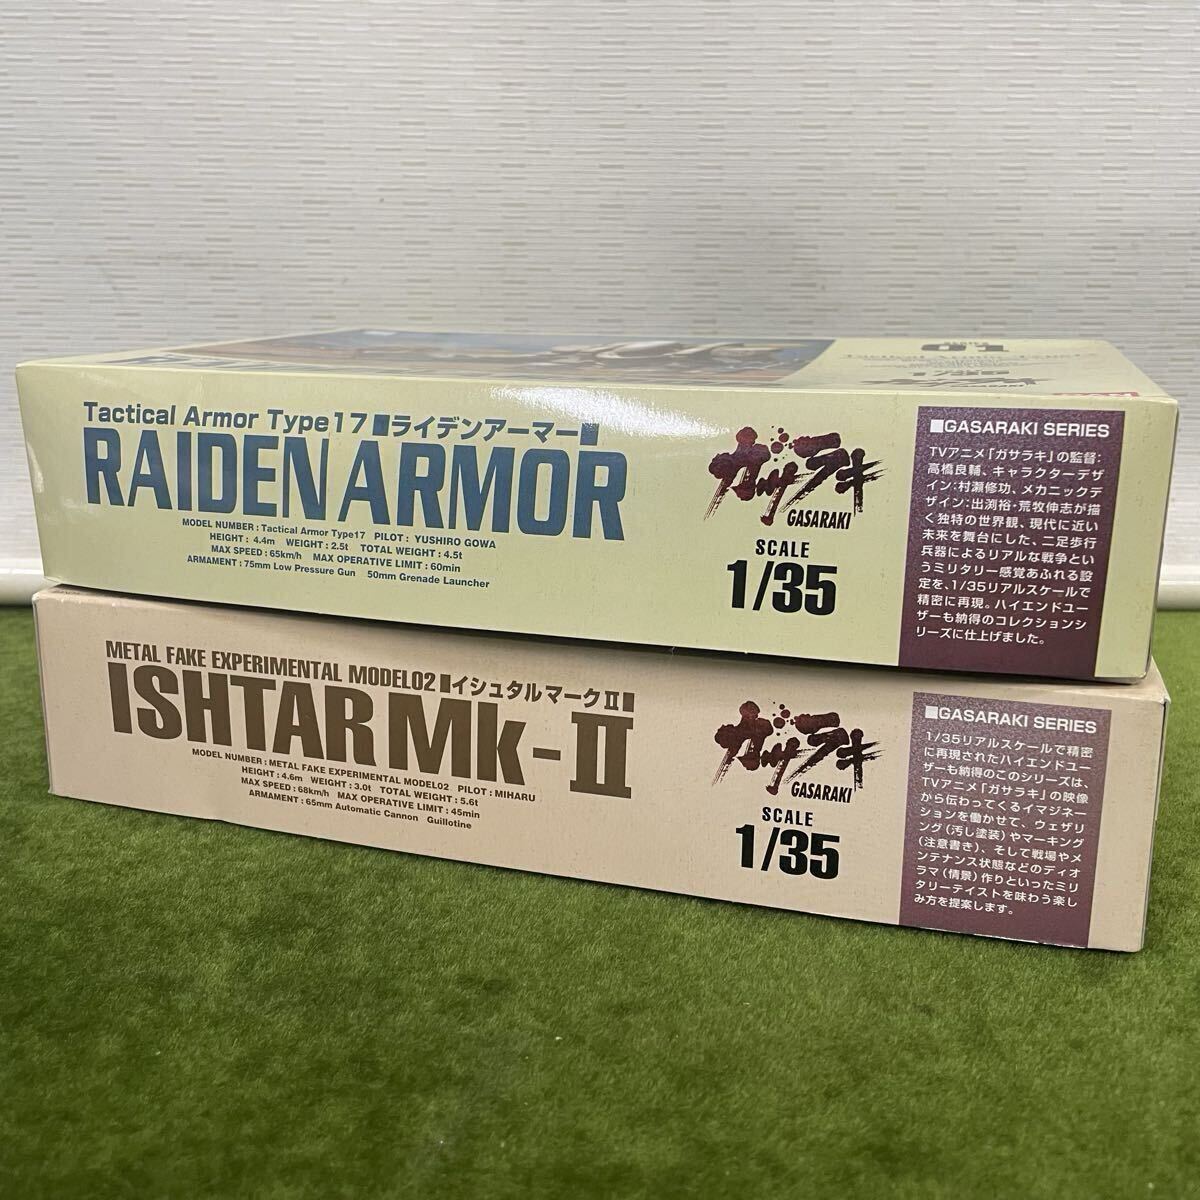 Tactical Armor Type17■ライデンアーマー■
RAIDEN ARMOR
MODEL NUMBER : Tactical Armor Type17 PILOT : YUSHIRO GOWA
HEIGHT : 4.4m WEIGHT : 2.5t TOTAL WEIGHT : 4.5t
MAX SPEED : 65km/h MAX OPERATIVE LIMIT : 60min
ARMAMENT : 75mm Low Pressure Gun 50mm Grenade Launcher
ガサラキ
GASARAKI
SCALE
1/35
■GASARAKI SERIES
TVアニメ「ガサラキ」の監督:
高橋良輔、キャラクターデザ
イン:村瀬修功、メカニックデ
ザイン:出渕裕・荒牧伸志が描
く独特の世界観、現代に近い
未来を舞台にした、二足歩行
兵器によるリアルな戦争とい
うミリタリー感覚あふれる設
定を、1/35リアルスケールで
精密に再現。ハイエンドユー
ザーも納得のコレクションシ
リーズに仕上げました。
METAL FAKE EXPERIMENTAL MODEL02■イシュタルマークII■
ISHTAR Mk-II
MODEL NUMBER : METAL FAKE EXPERIMENTAL MODEL02 PILOT : MIHARU
HEIGHT : 4.6m WEIGHT : 3.0t TOTAL WEIGHT : 5.6t
MAX SPEED : 68km/h MAX OPERATIVE LIMIT : 45min
ARMAMENT : 65mm Automatic Cannon Guillotine
ガサラキ
GASARAKI
SCALE
1/35
■GASARAKI SERIES
1/35リアルスケールで精密
に再現されたハイエンドユー
ザーも納得のこのシリーズは、
TVアニメ「ガサラキ」の映像
から伝わってくるイマジネー
ションを働かせて、ウェザリ
ング(汚し塗装)やマーキング
(注意書き)、そして戦場やメ
ンテナンス状態などのディオ
ラマ(情景)作りといったミリ
タリーテイストを味わう楽し
み方を提案します。